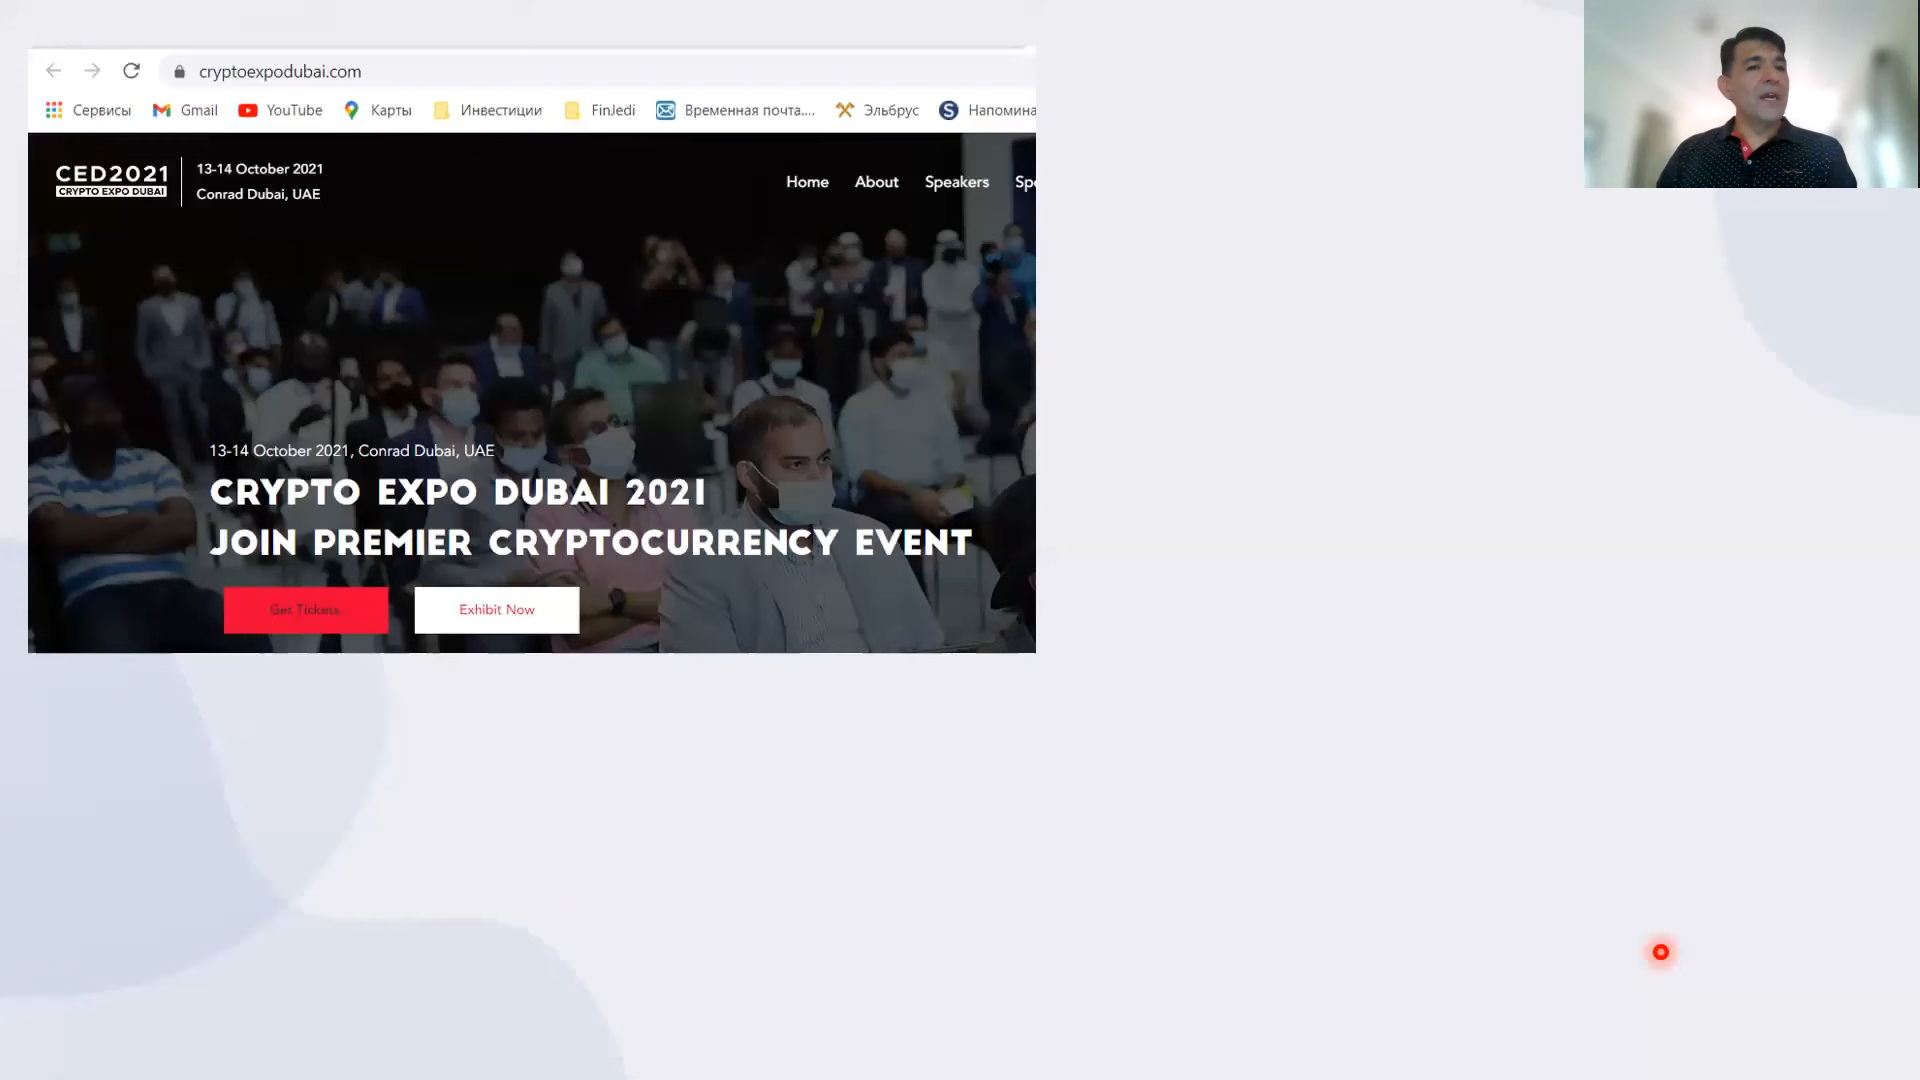 cryptoexpodubai.com
Сервисы Gmail YouTube Карты Инвестиции FinJedi Временная почта.... Эльбрус Напомина
CED2021
CRYPTO EXPO DUBAI
13-14 October 2021
Conrad Dubai, UAE
Home About Speakers Spo
13-14 October 2021, Conrad Dubai, UAE
CRYPTO EXPO DUBAI 2021
JOIN PREMIER CRYPTOCURRENCY EVENT
Get Tickets Exhibit Now